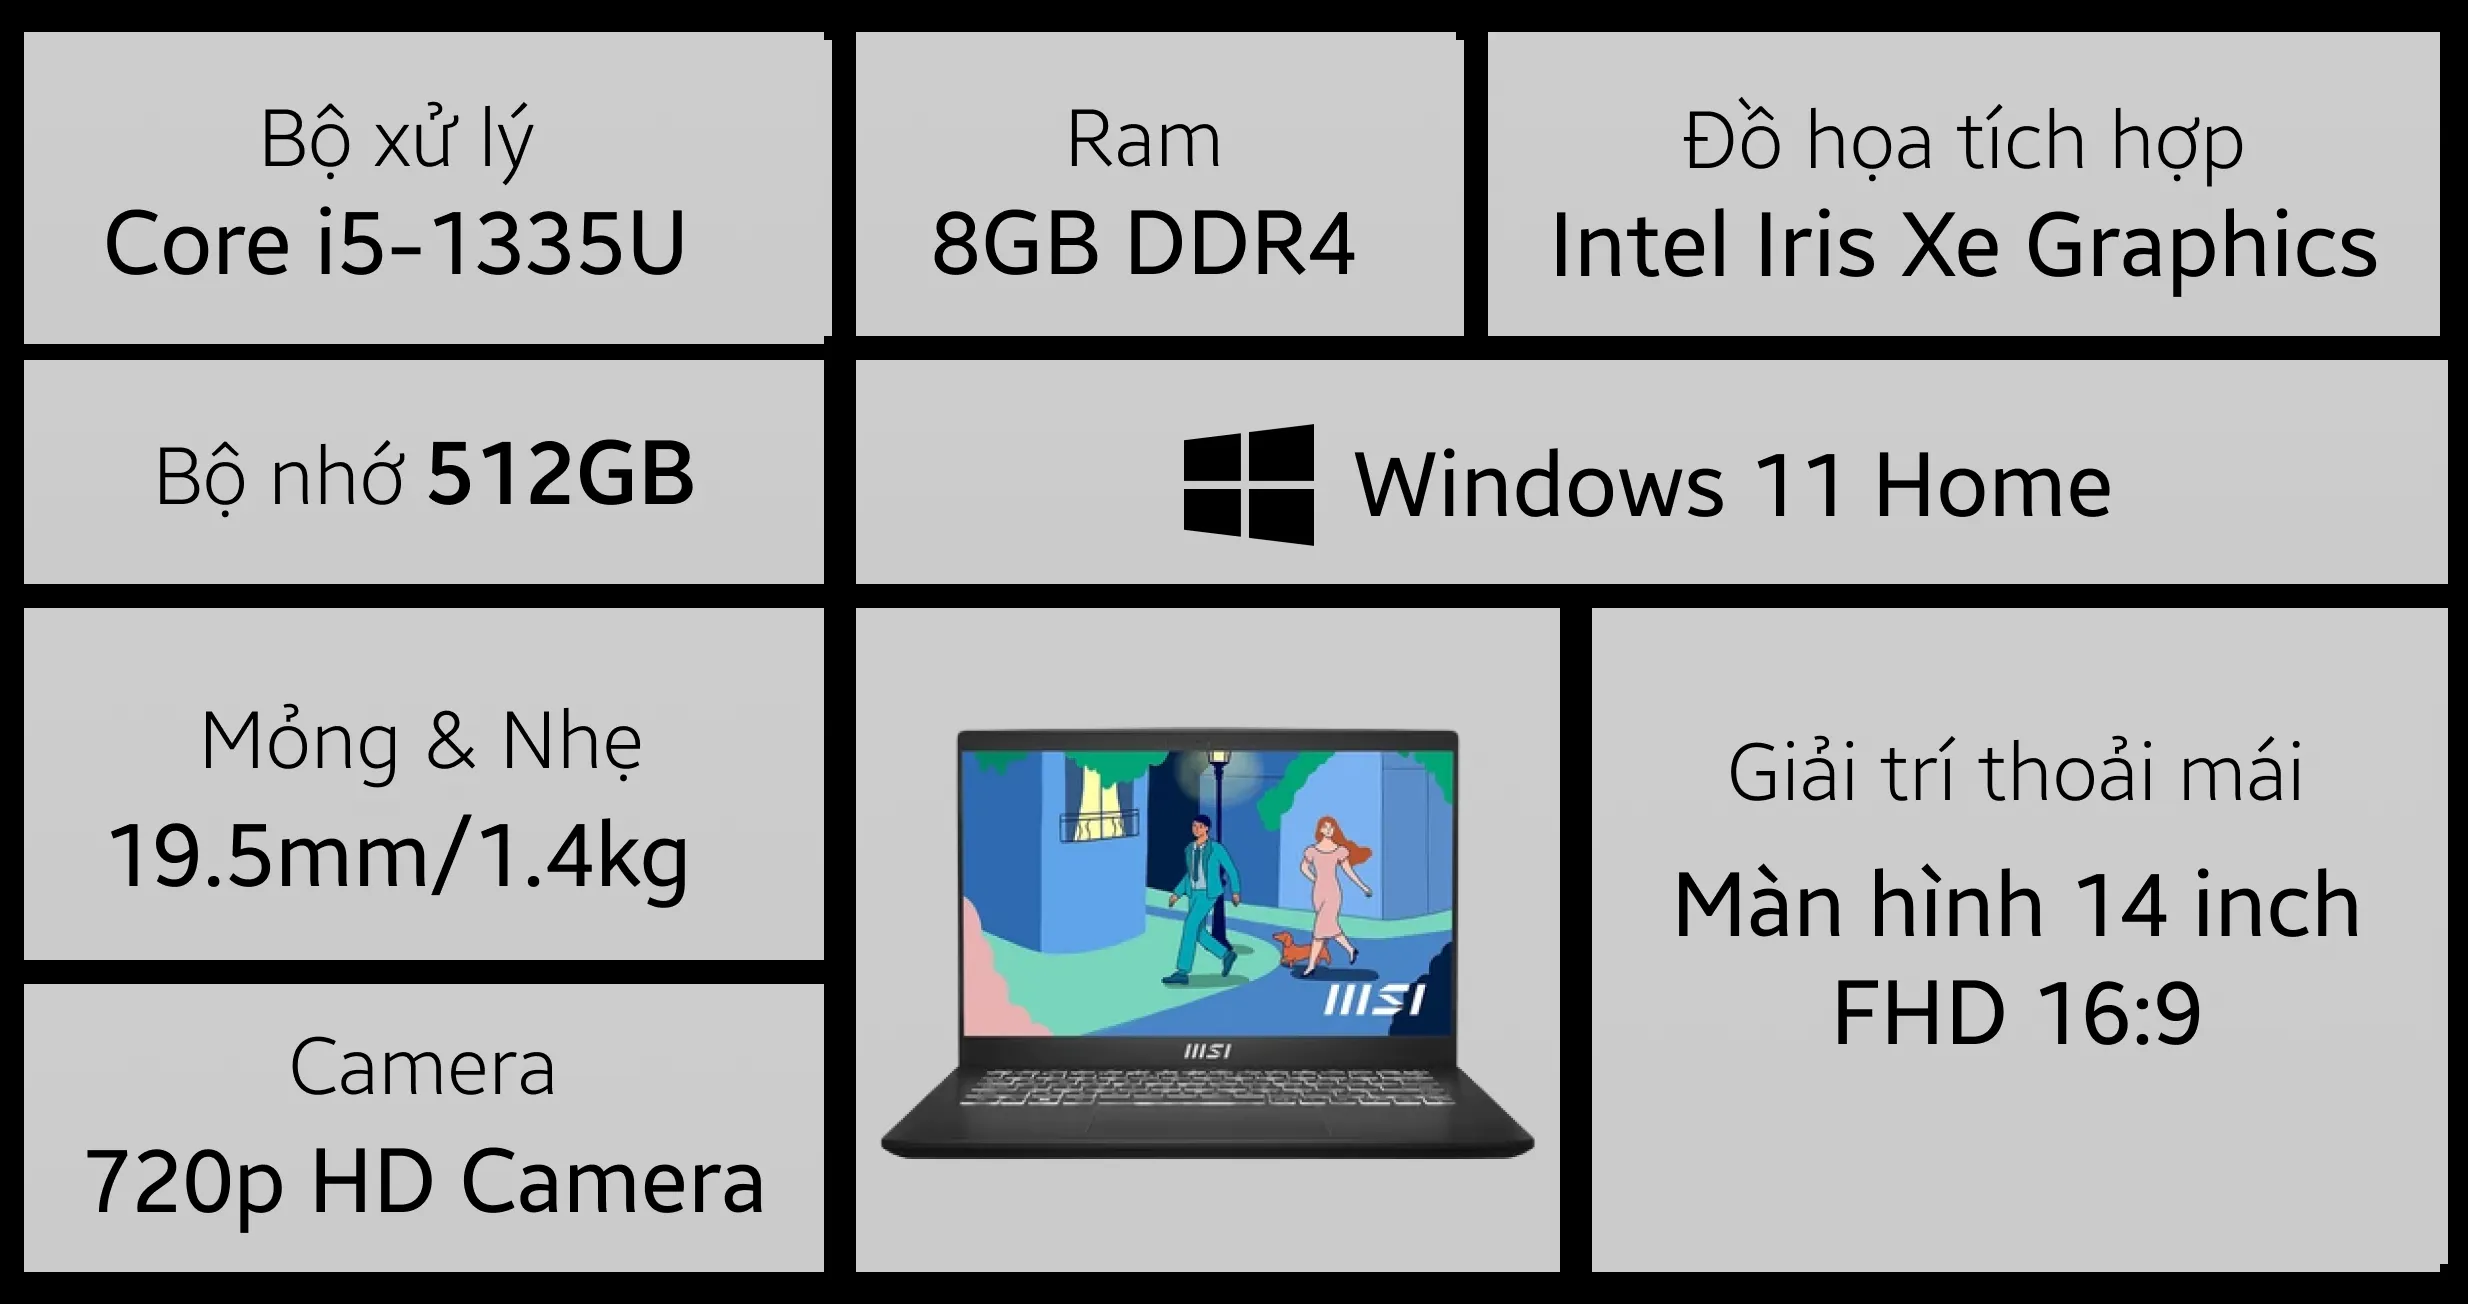 Bộ xử lý
Core i5-1335U
Ram
8GB DDR4
Đồ họa tích hợp
Intel Iris Xe Graphics
Bộ nhớ 512GB
Windows 11 Home
Mỏng & Nhẹ
19.5mm/1.4kg
Camera
720p HD Camera
msi
msi
Giải trí thoải mái
Màn hình 14 inch
FHD 16:9